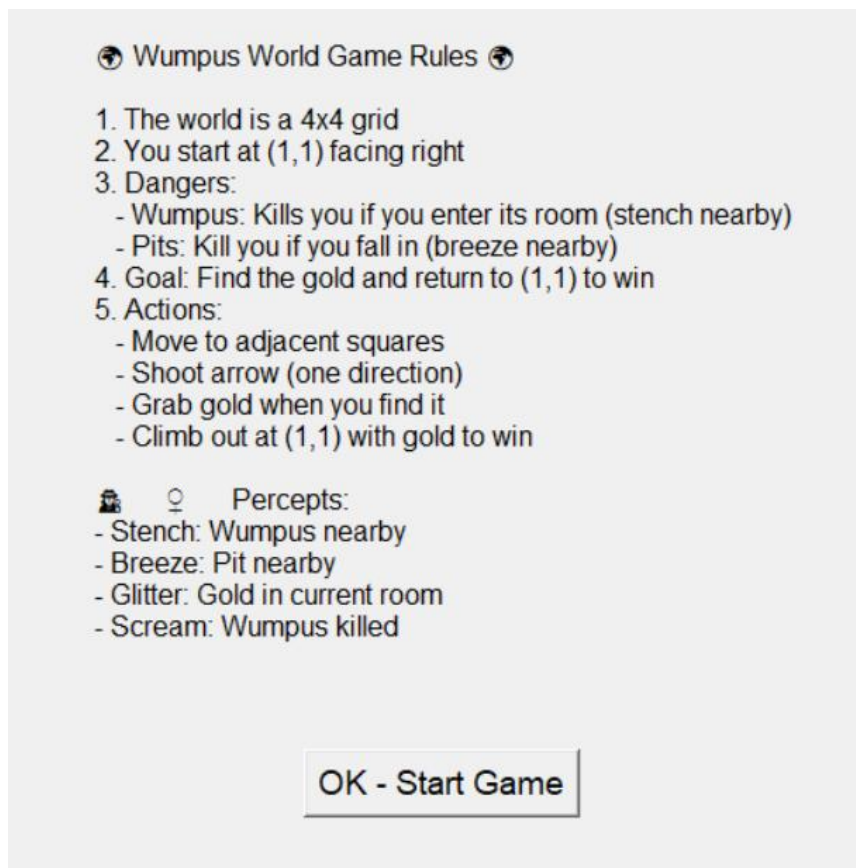 🌍 Wumpus World Game Rules 🌍
1. The world is a 4x4 grid
2. You start at (1,1) facing right
3. Dangers:
- Wumpus: Kills you if you enter its room (stench nearby)
- Pits: Kill you if you fall in (breeze nearby)
4. Goal: Find the gold and return to (1,1) to win
5. Actions:
- Move to adjacent squares
- Shoot arrow (one direction)
- Grab gold when you find it
- Climb out at (1,1) with gold to win
🕵 ♀ Percepts:
- Stench: Wumpus nearby
- Breeze: Pit nearby
- Glitter: Gold in current room
- Scream: Wumpus killed
OK - Start Game